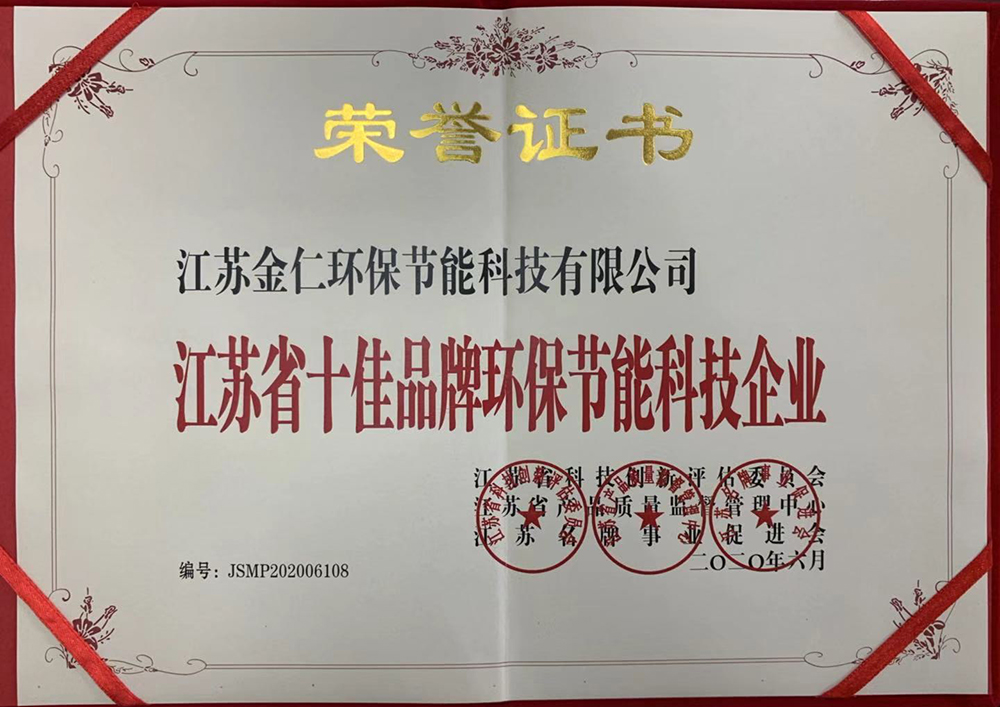 荣誉证书
江苏金仁环保节能科技有限公司
江苏省十佳品牌环保节能科技企业
江苏省科技创新评估委员会
江苏省产品质量监督管理中心
江苏名牌事业促进会
二〇二〇年六月
编号：JSMP202006108